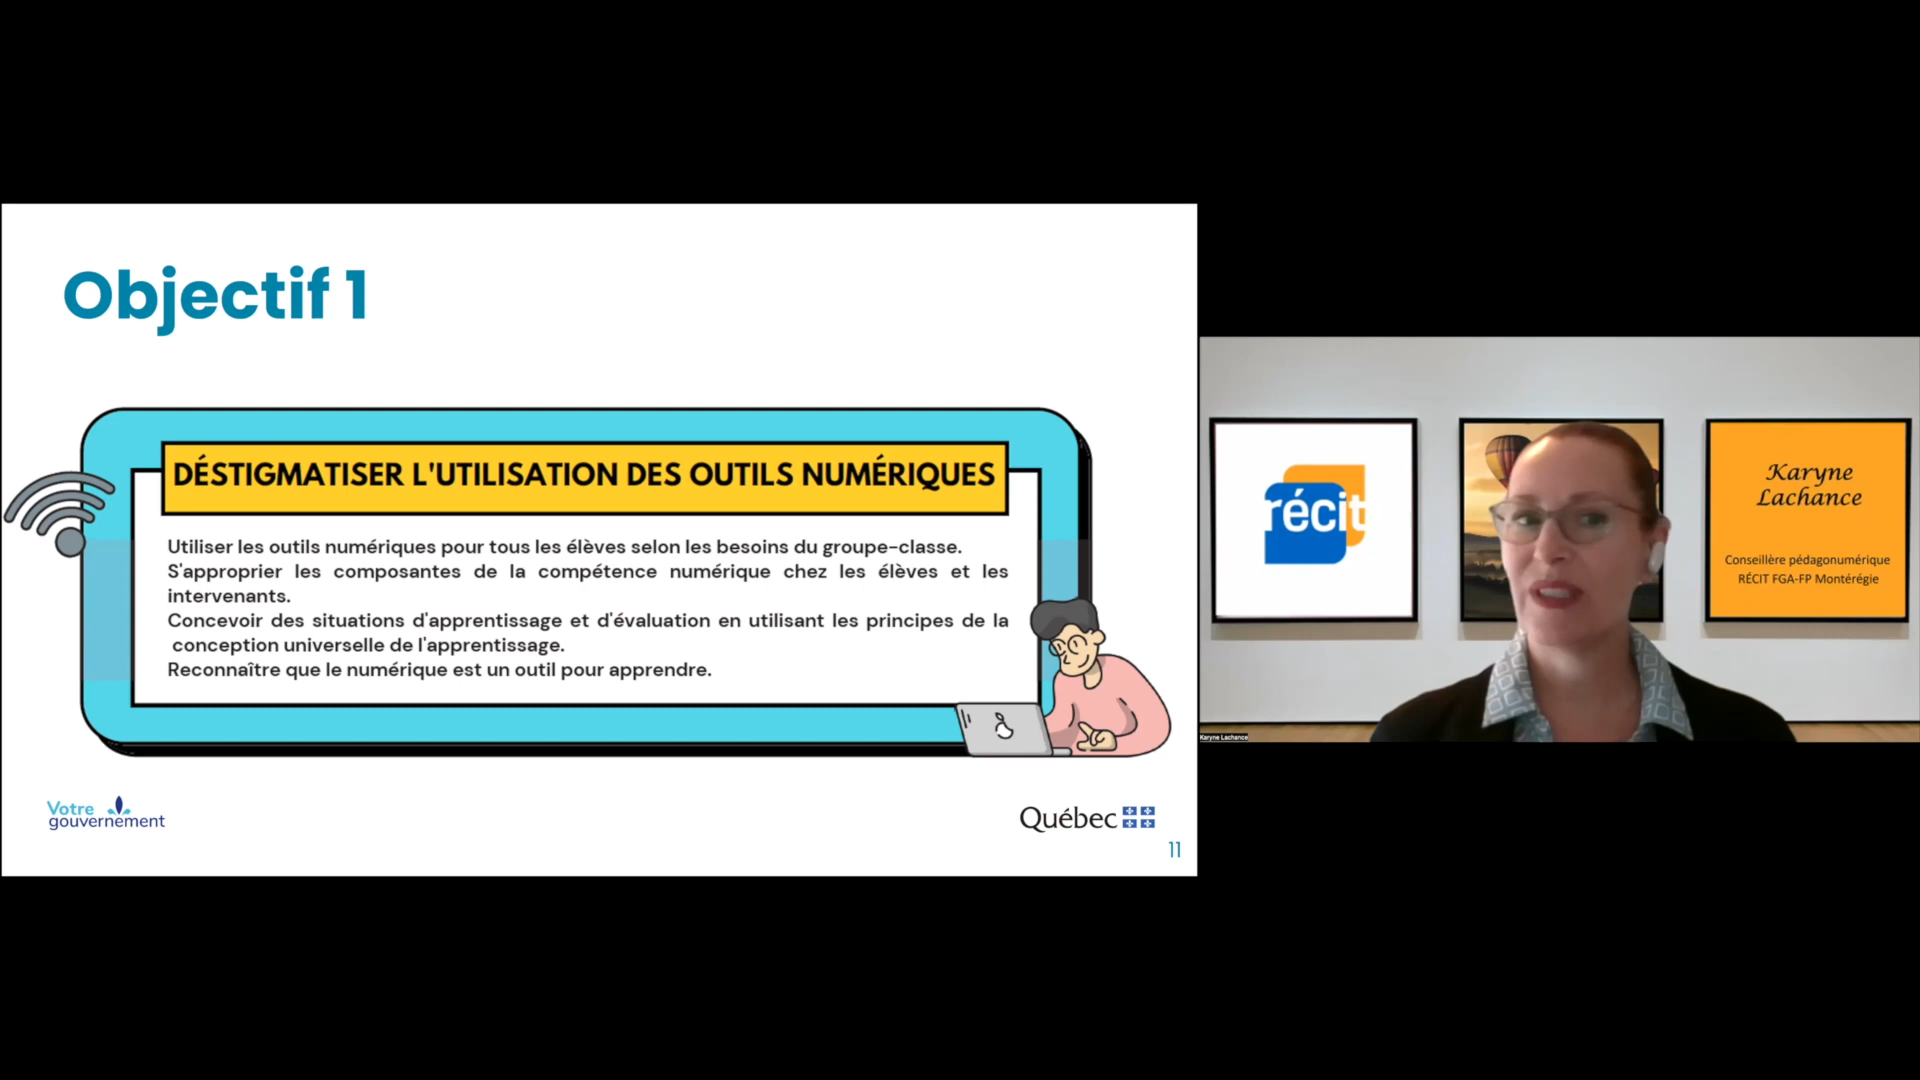 Objectif 1
DÉSTIGMATISER L'UTILISATION DES OUTILS NUMÉRIQUES
Utiliser les outils numériques pour tous les élèves selon les besoins du groupe-classe.
S'approprier les composantes de la compétence numérique chez les élèves et les
intervenants.
Concevoir des situations d'apprentissage et d'évaluation en utilisant les principes de la
conception universelle de l'apprentissage.
Reconnaître que le numérique est un outil pour apprendre.
Votre
gouvernement
Québec
11
récit
Karyne
Lachance
Conseillère pédagonumérique
RÉCIT FGA-FP Montérégie
Karyne Lachance